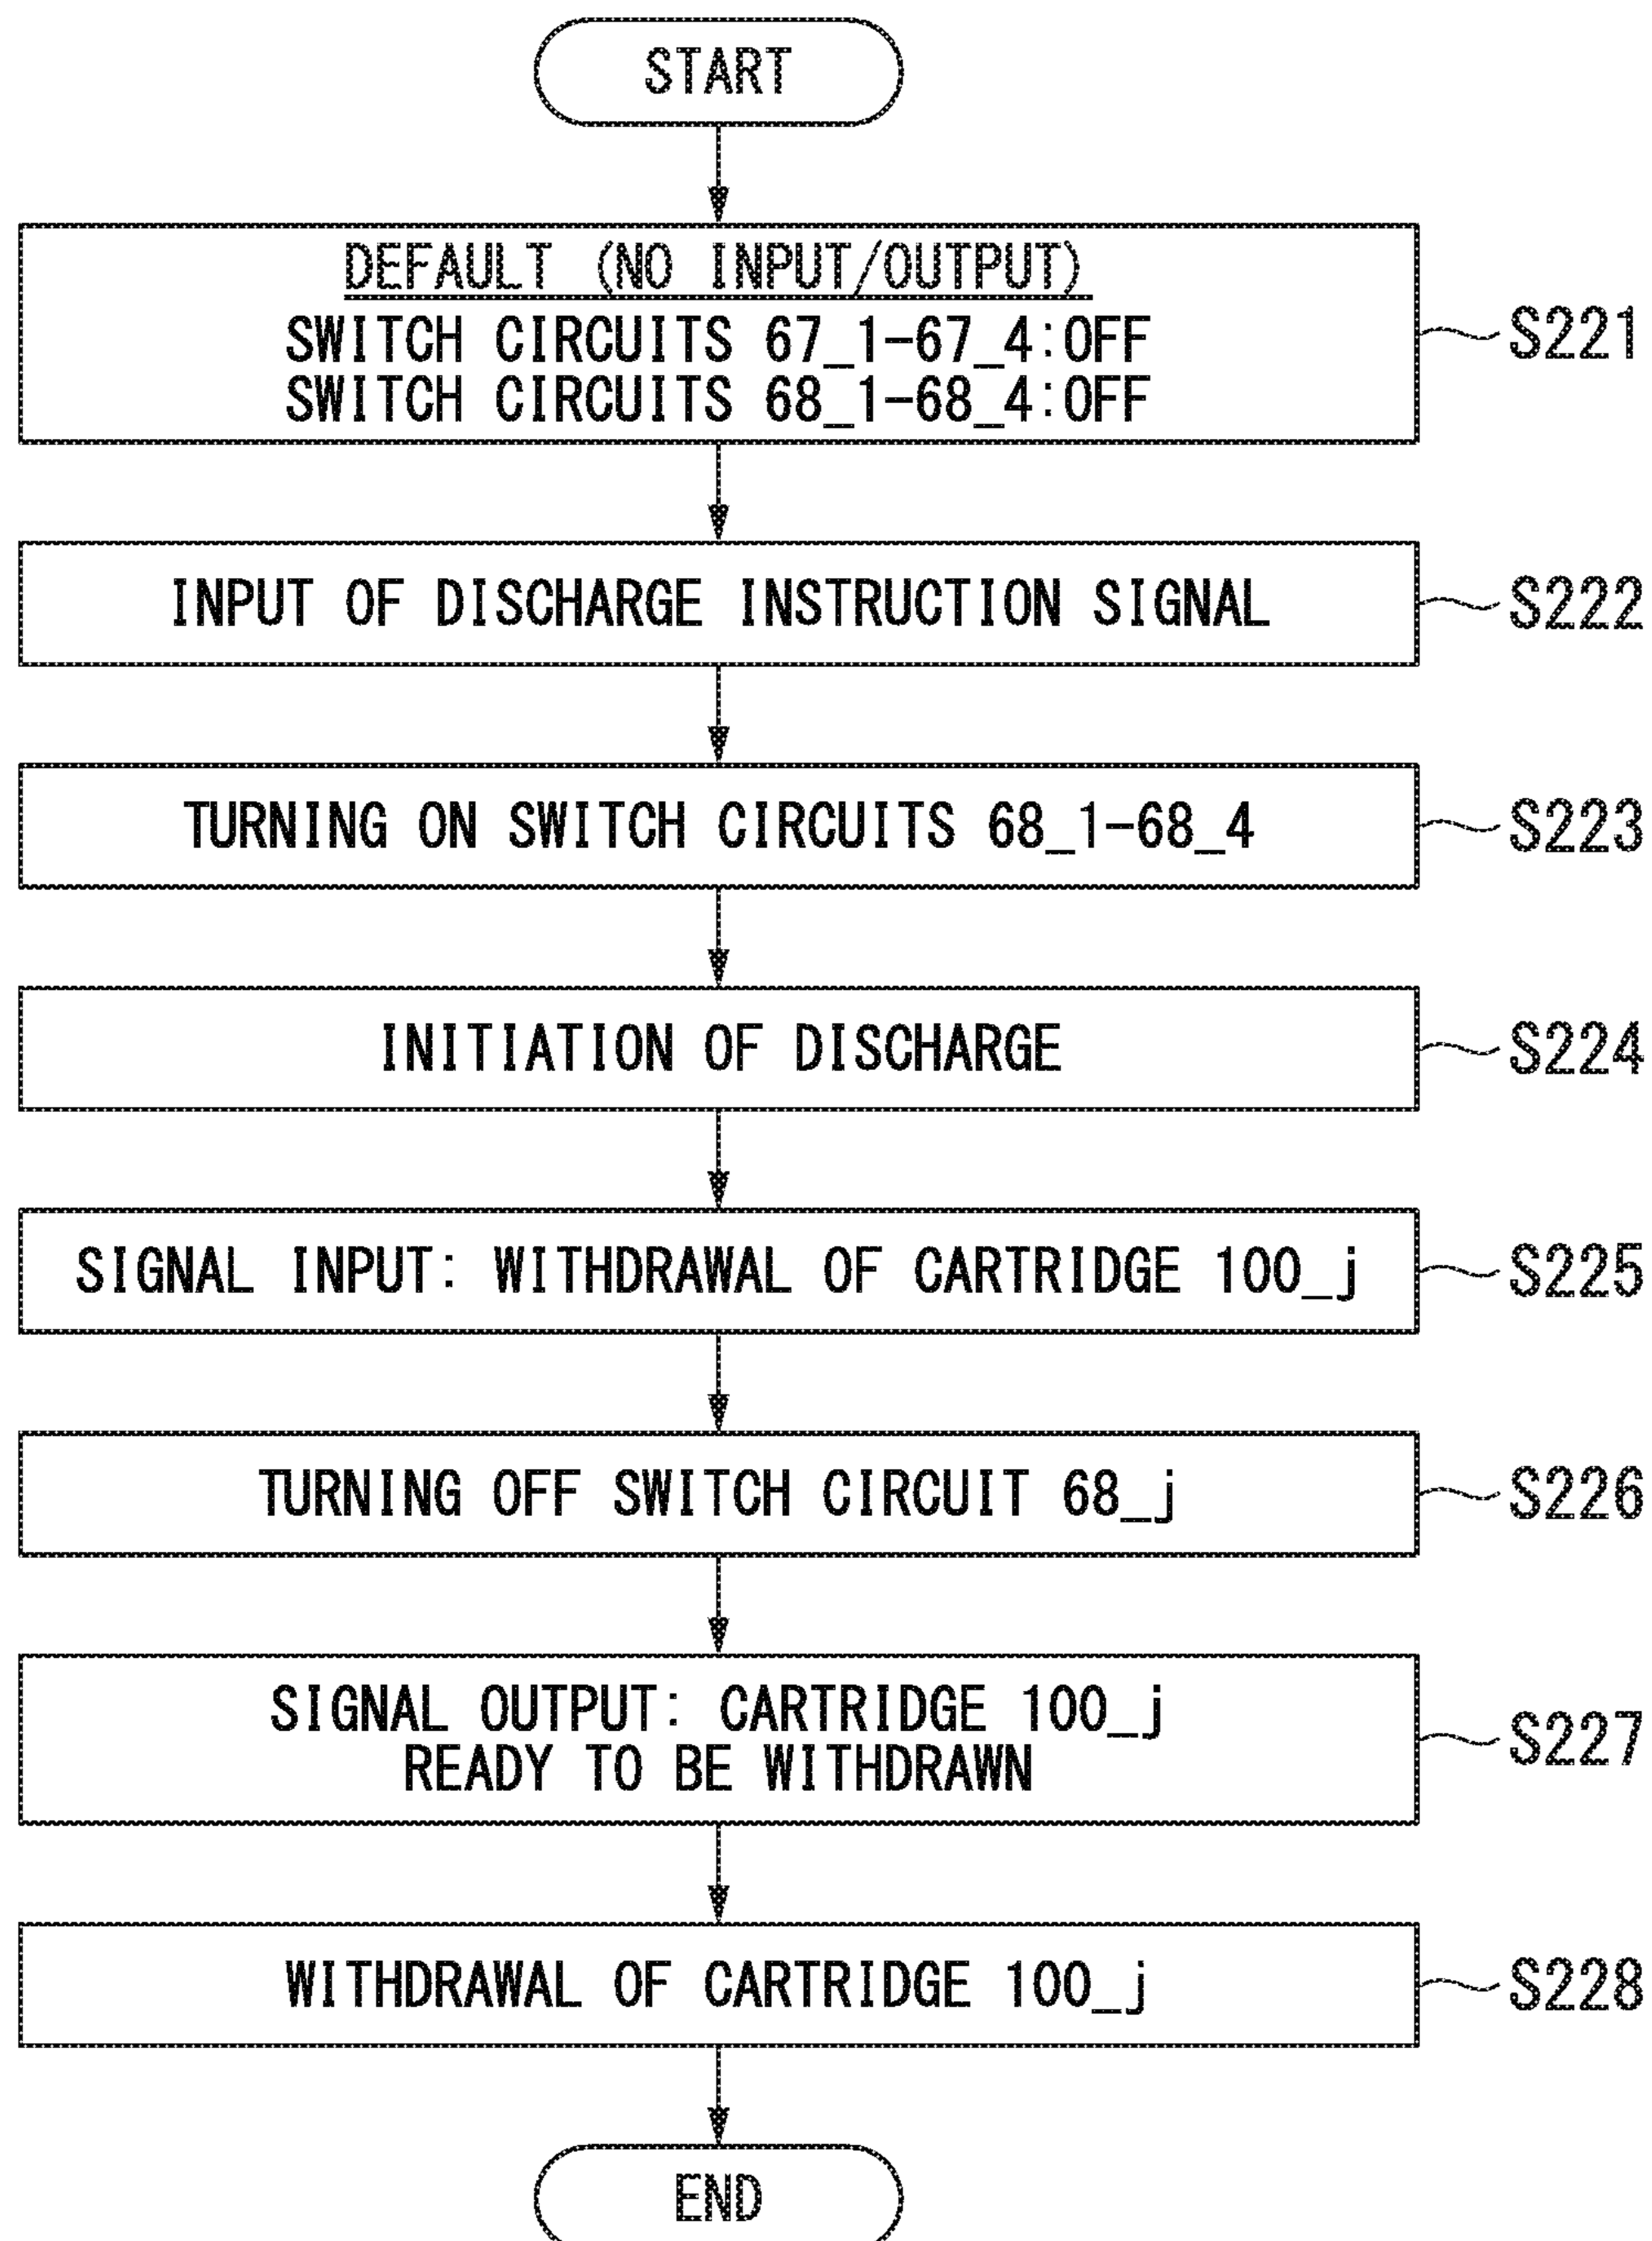 START
DEFAULT (NO INPUT/OUTPUT)
SWITCH CIRCUITS 67_1-67_4:OFF
SWITCH CIRCUITS 68_1-68_4:OFF
S221
INPUT OF DISCHARGE INSTRUCTION SIGNAL
S222
TURNING ON SWITCH CIRCUITS 68_1-68_4
S223
INITIATION OF DISCHARGE
S224
SIGNAL INPUT: WITHDRAWAL OF CARTRIDGE 100_j
S225
TURNING OFF SWITCH CIRCUIT 68_j
S226
SIGNAL OUTPUT: CARTRIDGE 100_j
READY TO BE WITHDRAWN
S227
WITHDRAWAL OF CARTRIDGE 100_j
S228
END